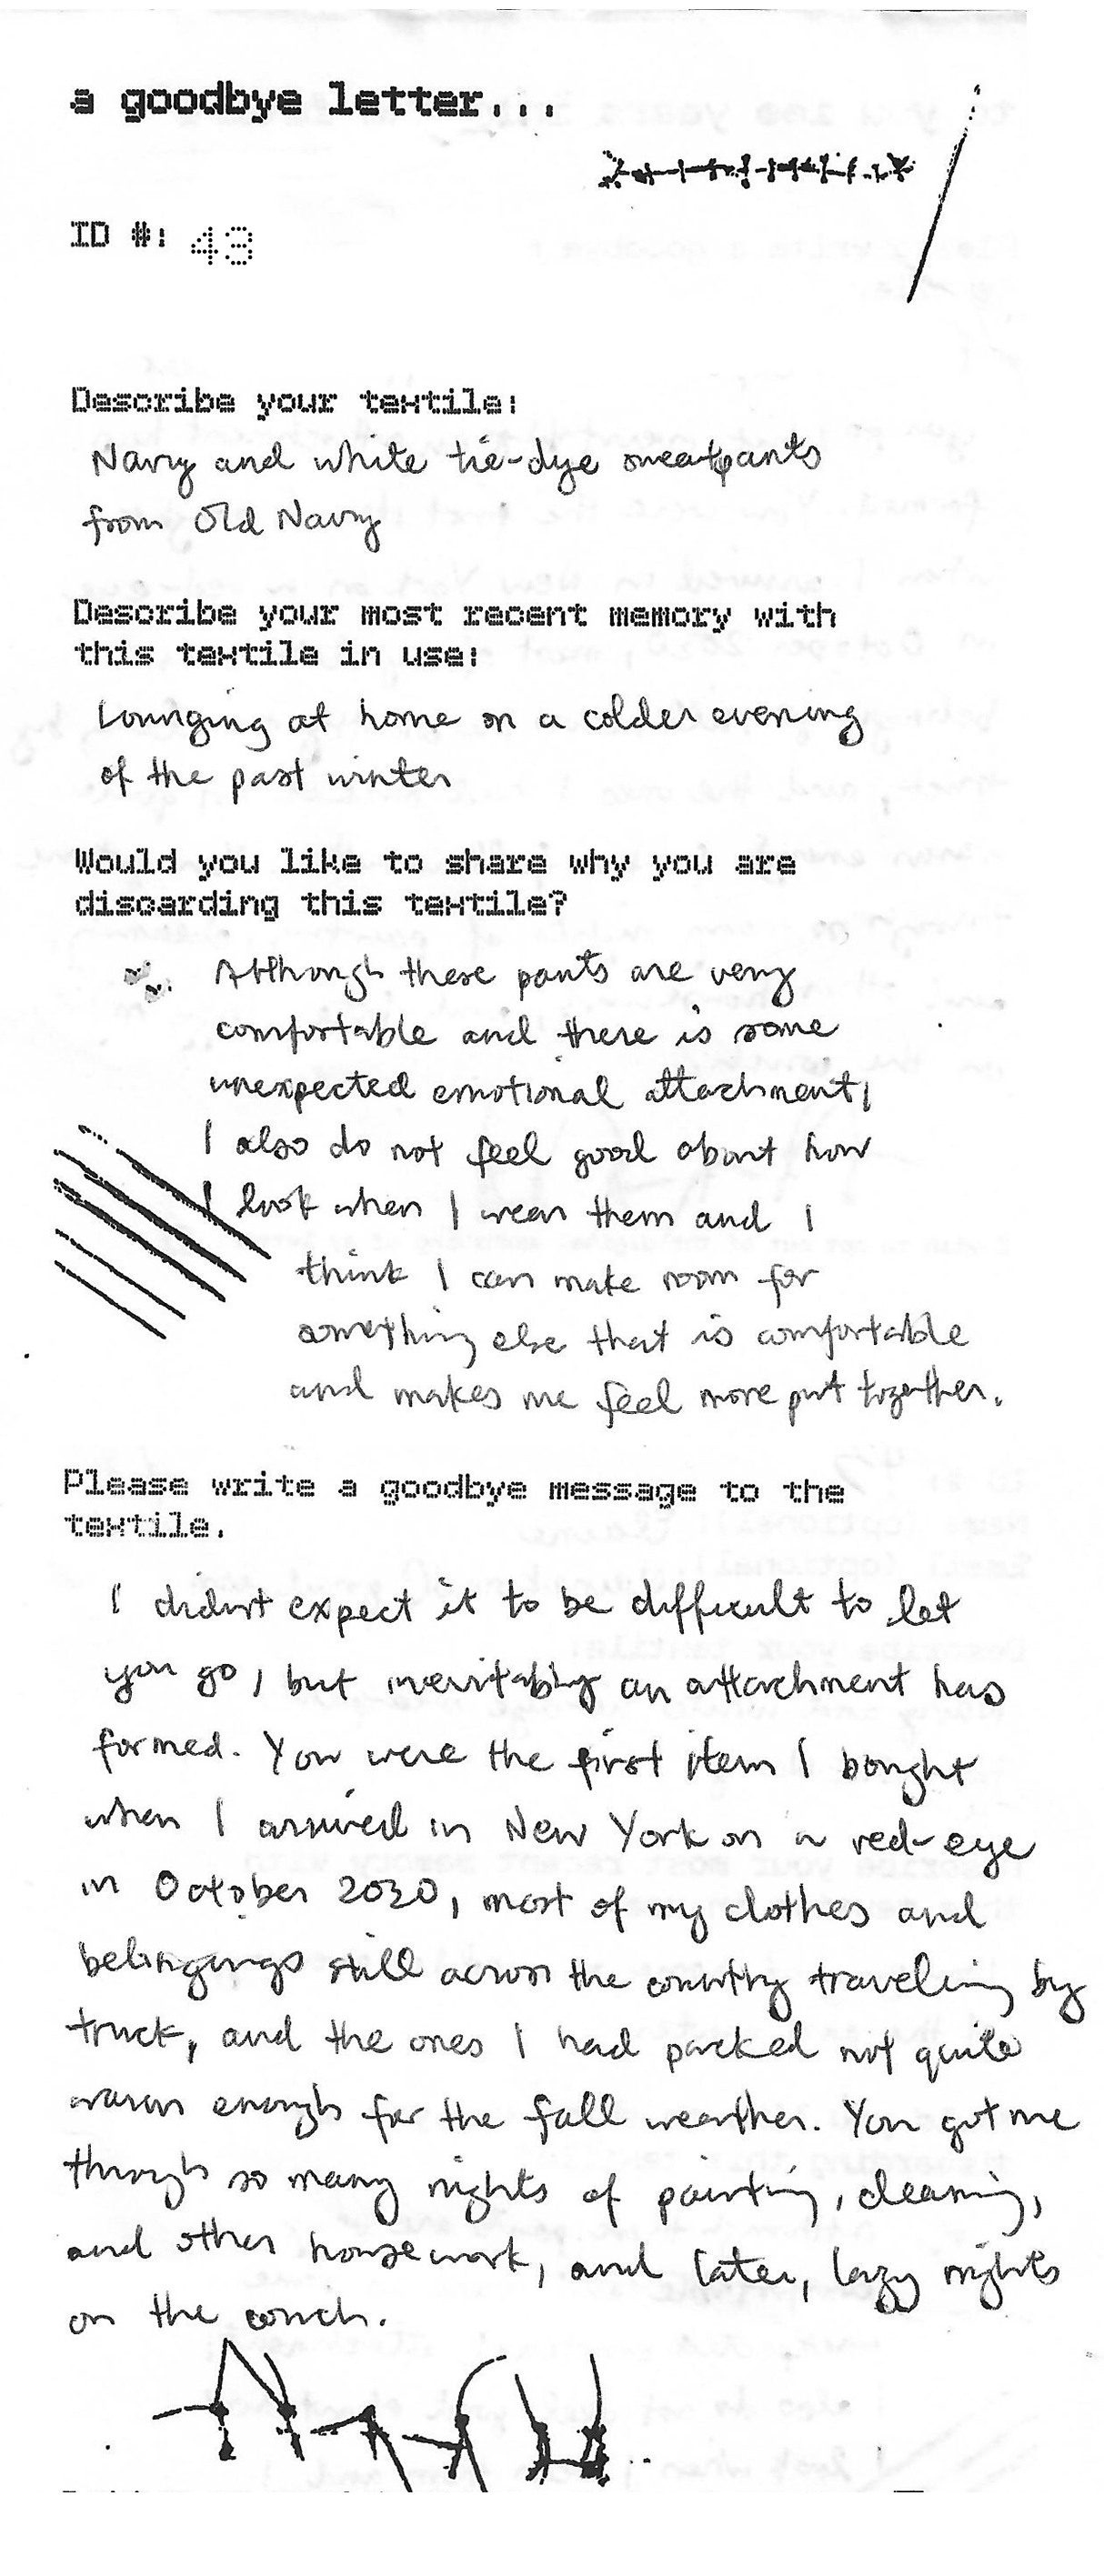 a goodbye letter...
ID #: 43
Describe your textile:
Navy and white tie-dye sweatpants
from Old Navy
Describe your most recent memory with
this textile in use:
Lounging at home on a colder evening
of the past winter
Would you like to share why you are
discarding this textile?
Although these pants are very
comfortable and there is some
unexpected emotional attachment,
I also do not feel good about how
I look when I wear them and I
think I can make room for
something else that is comfortable
and makes me feel more put together.
Please write a goodbye message to the
textile.
I didn't expect it to be difficult to let
you go, but inevitably an attachment has
formed. You were the first item I bought
when I arrived in New York on a red-eye
in October 2020, most of my clothes and
belongings still across the country traveling by
truck, and the ones I had packed not quite
warm enough for the fall weather. You got me
through so many nights of painting, cleaning,
and other housework, and later, lazy nights
on the couch.